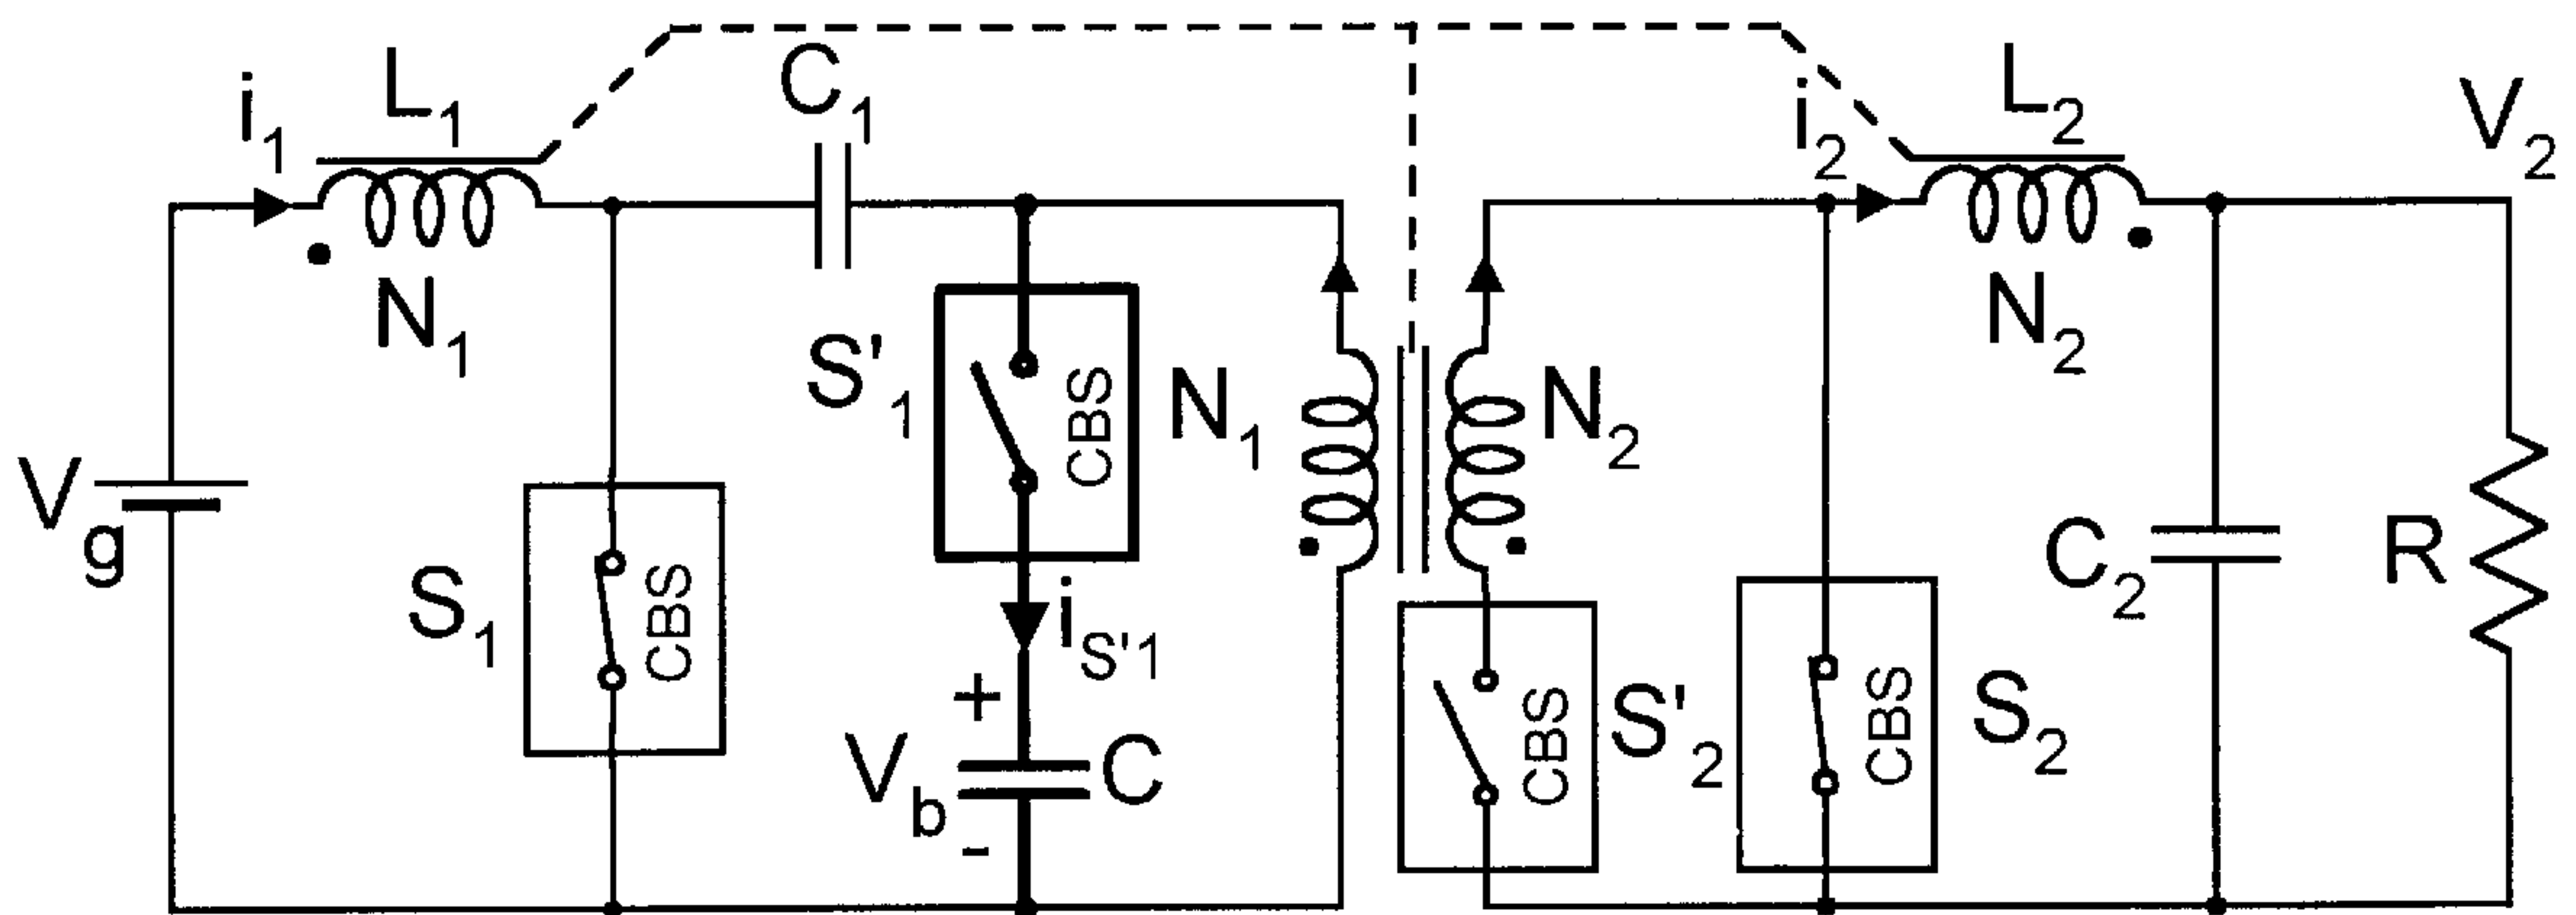 i1
L1
N1
C1
i2
L2
N2
V2
Vg
S1
CBS
S'1
CBS
iS'1
+
Vb
-
C
N1
N2
S'2
CBS
S2
CBS
C2
R